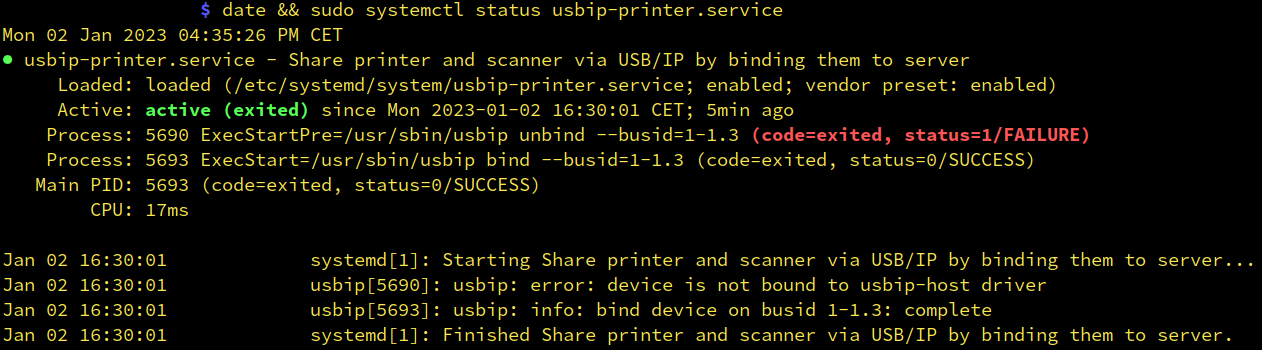 $ date && sudo systemctl status usbip-printer.service
Mon 02 Jan 2023 04:35:26 PM CET
● usbip-printer.service - Share printer and scanner via USB/IP by binding them to server
Loaded: loaded (/etc/systemd/system/usbip-printer.service; enabled; vendor preset: enabled)
Active: active (exited) since Mon 2023-01-02 16:30:01 CET; 5min ago
Process: 5690 ExecStartPre=/usr/sbin/usbip unbind --busid=1-1.3 (code=exited, status=1/FAILURE)
Process: 5693 ExecStart=/usr/sbin/usbip bind --busid=1-1.3 (code=exited, status=0/SUCCESS)
Main PID: 5693 (code=exited, status=0/SUCCESS)
CPU: 17ms
Jan 02 16:30:01 systemd[1]: Starting Share printer and scanner via USB/IP by binding them to server...
Jan 02 16:30:01 usbip[5690]: usbip: error: device is not bound to usbip-host driver
Jan 02 16:30:01 usbip[5693]: usbip: info: bind device on busid 1-1.3: complete
Jan 02 16:30:01 systemd[1]: Finished Share printer and scanner via USB/IP by binding them to server.